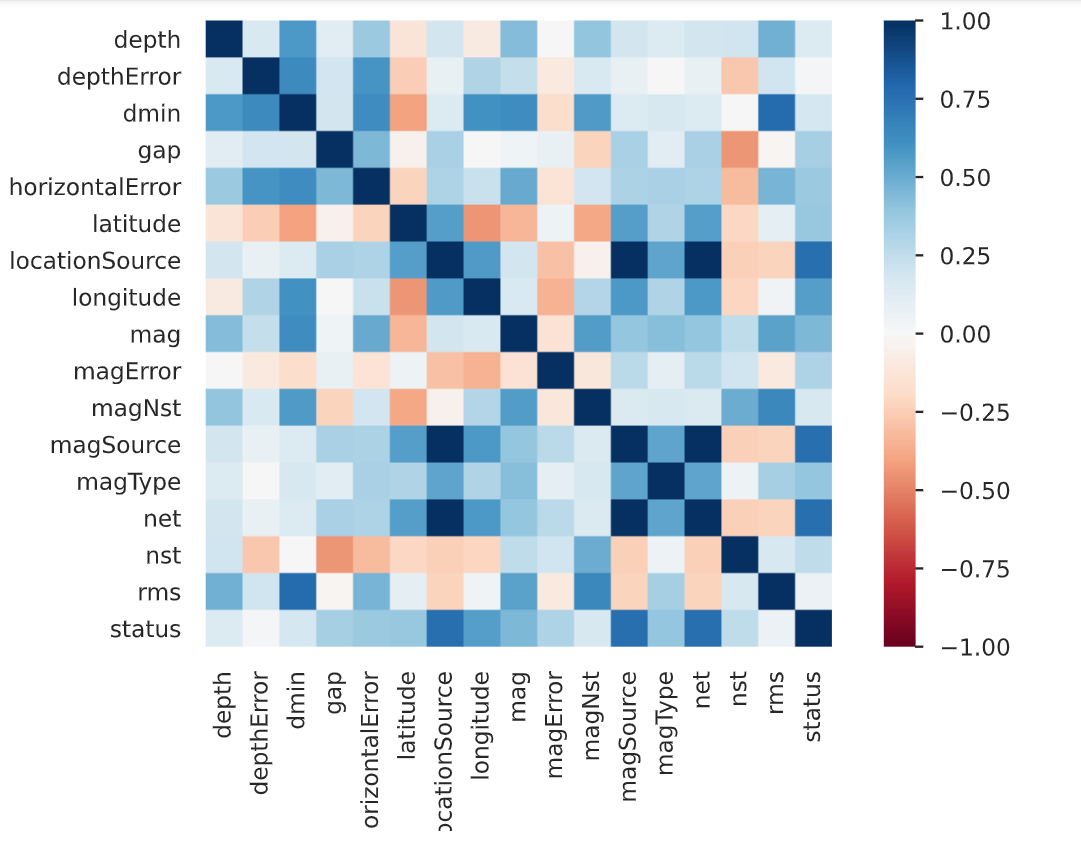 depth
depthError
dmin
gap
horizontalError
latitude
locationSource
longitude
mag
magError
magNst
magSource
magType
net
nst
rms
status
1.00
0.75
0.50
0.25
0.00
−0.25
−0.50
−0.75
−1.00
depth
depthError
dmin
gap
orizontalError
latitude
ocationSource
longitude
mag
magError
magNst
magSource
magType
net
nst
rms
status